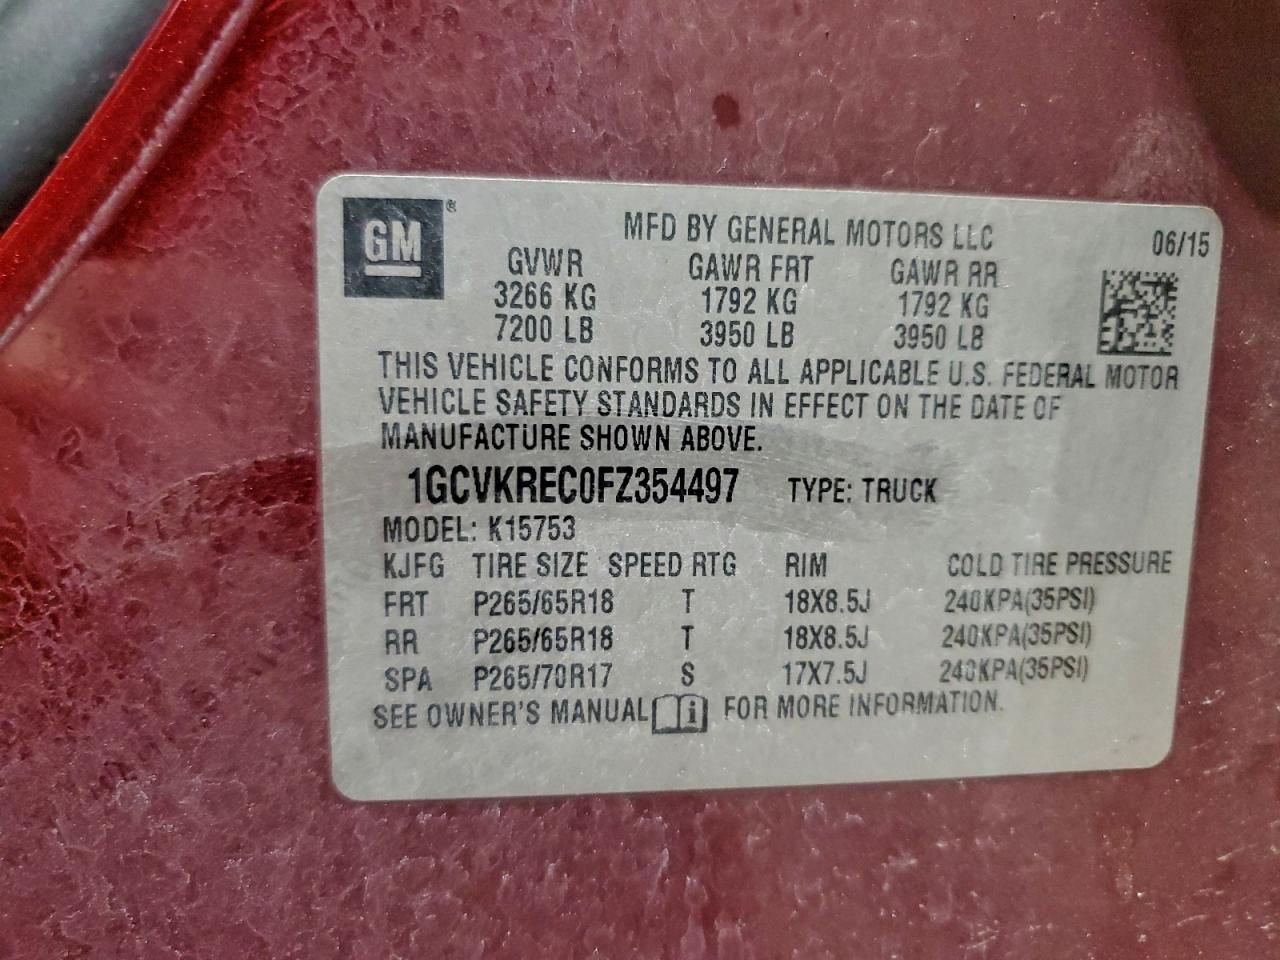 GM®
MFD BY GENERAL MOTORS LLC 06/15
GVWR GAWR FRT GAWR RR
3266 KG 1792 KG 1792 KG
7200 LB 3950 LB 3950 LB
THIS VEHICLE CONFORMS TO ALL APPLICABLE U.S. FEDERAL MOTOR
VEHICLE SAFETY STANDARDS IN EFFECT ON THE DATE OF
MANUFACTURE SHOWN ABOVE.
1GCVKREC0FZ354497 TYPE: TRUCK
MODEL: K15753
KJFG TIRE SIZE SPEED RTG RIM COLD TIRE PRESSURE
FRT P265/65R18 T 18X8.5J 240KPA(35PSI)
RR P265/65R18 T 18X8.5J 240KPA(35PSI)
SPA P265/70R17 S 17X7.5J 240KPA(35PSI)
SEE OWNER'S MANUAL i FOR MORE INFORMATION.